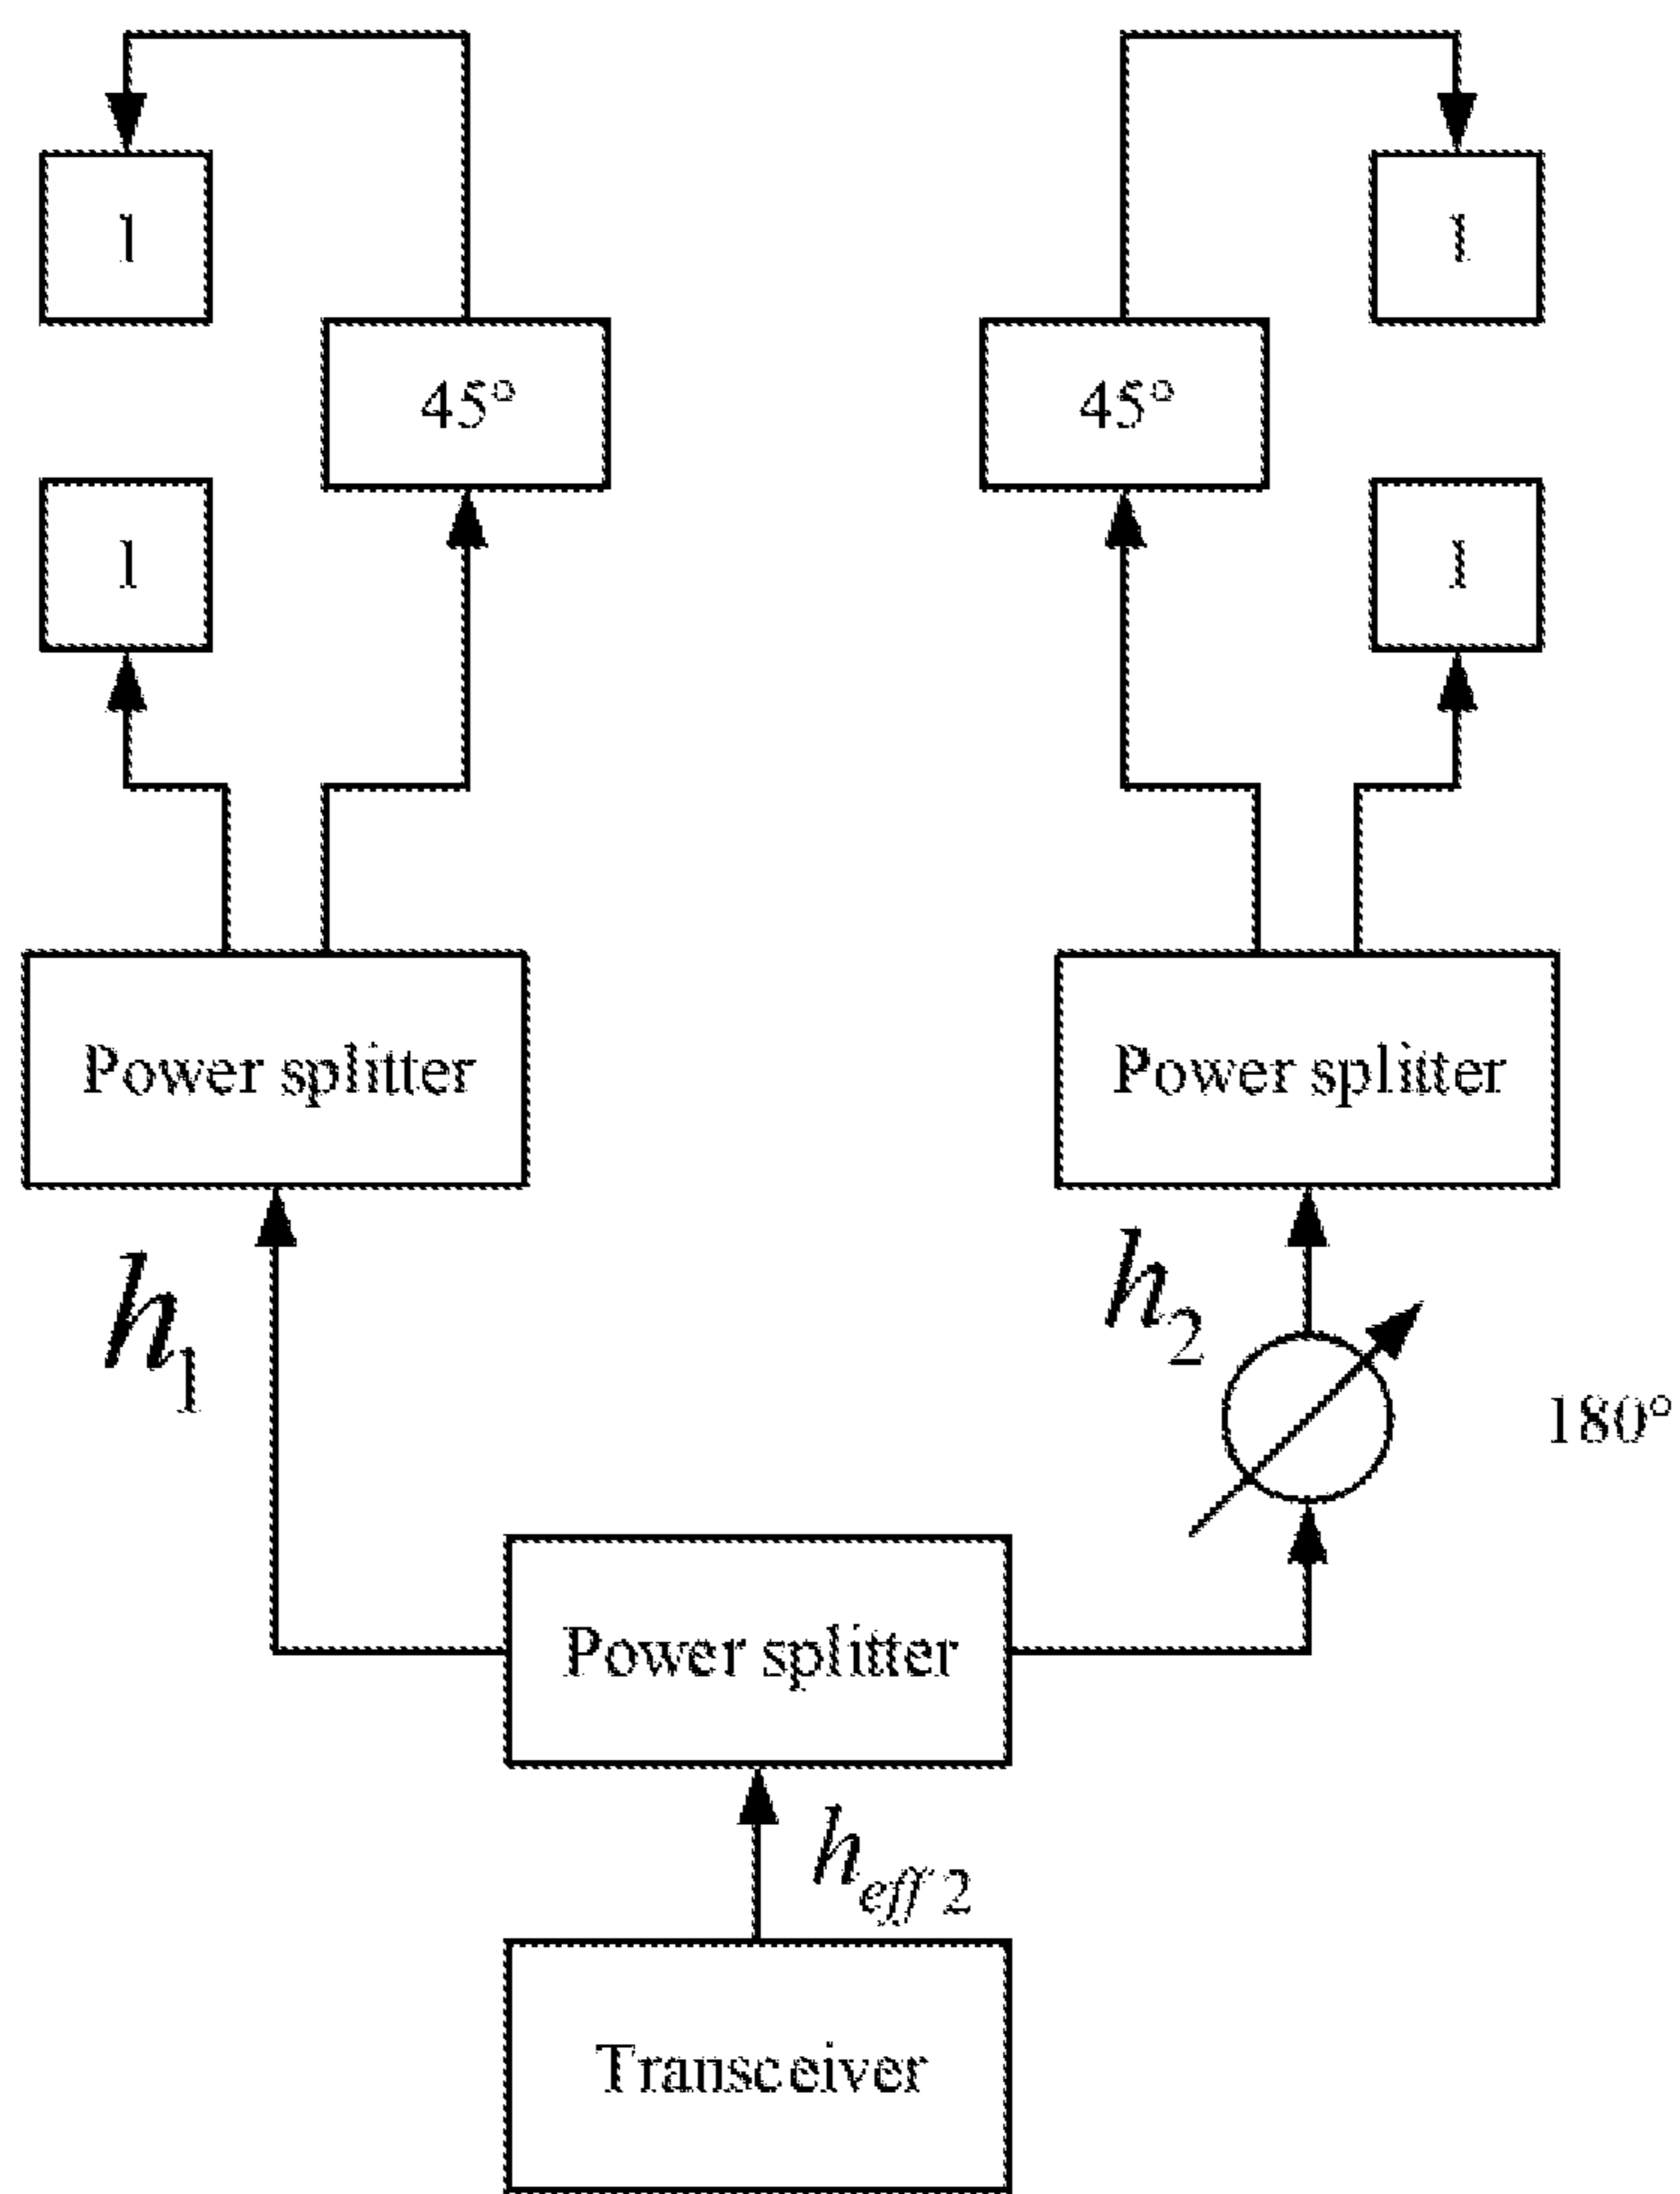 1 1
45° 45°
1 1
Power splitter Power splitter
h1 h2
180°
Power splitter
heff 2
Transceiver